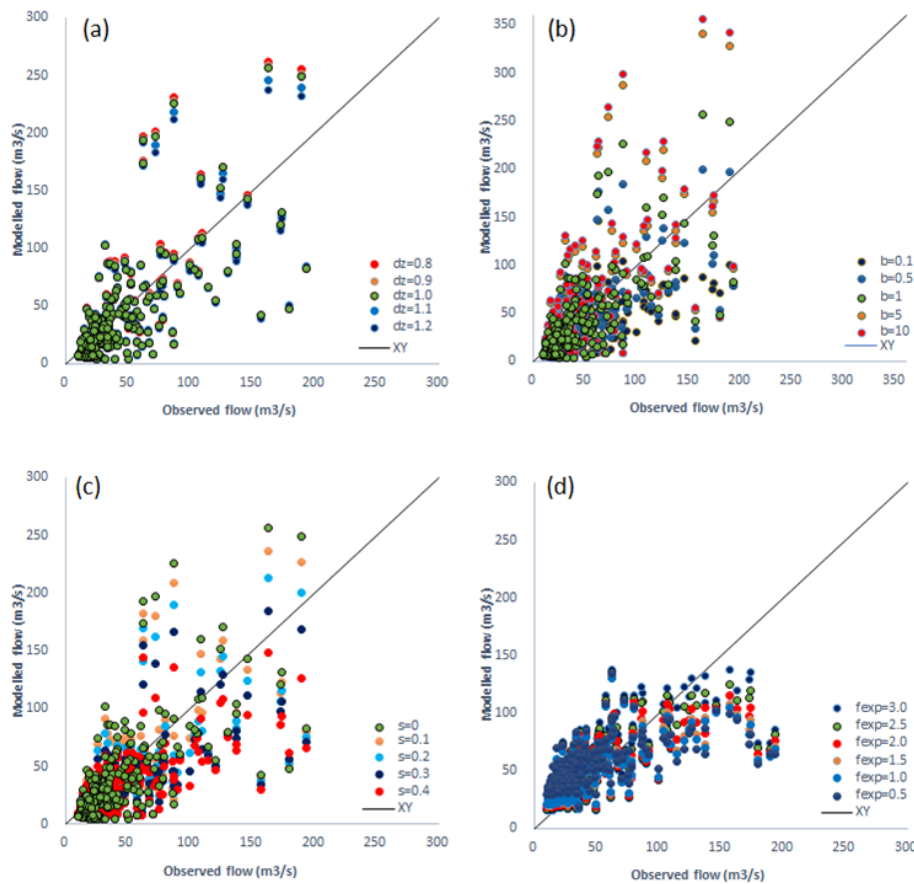 (a)
300
250
200
150
100
50
0
Modelled flow (m3/s)
dz=0.8
dz=0.9
dz=1.0
dz=1.1
dz=1.2
XY
0 50 100 150 200 250 300
Observed flow (m3/s)
(b)
350
300
250
200
150
100
50
0
Modelled flow (m3/s)
b=0.1
b=0.5
b=1
b=5
b=10
XY
0 50 100 150 200 250 300 350
Observed flow (m3/s)
(c)
300
250
200
150
100
50
0
Modelled flow (m3/s)
s=0
s=0.1
s=0.2
s=0.3
s=0.4
XY
0 50 100 150 200 250 300
Observed flow (m3/s)
(d)
300
250
200
150
100
50
0
Modelled flow (m3/s)
fexp=3.0
fexp=2.5
fexp=2.0
fexp=1.5
fexp=1.0
fexp=0.5
XY
0 50 100 150 200 250 300
Observed flow (m3/s)